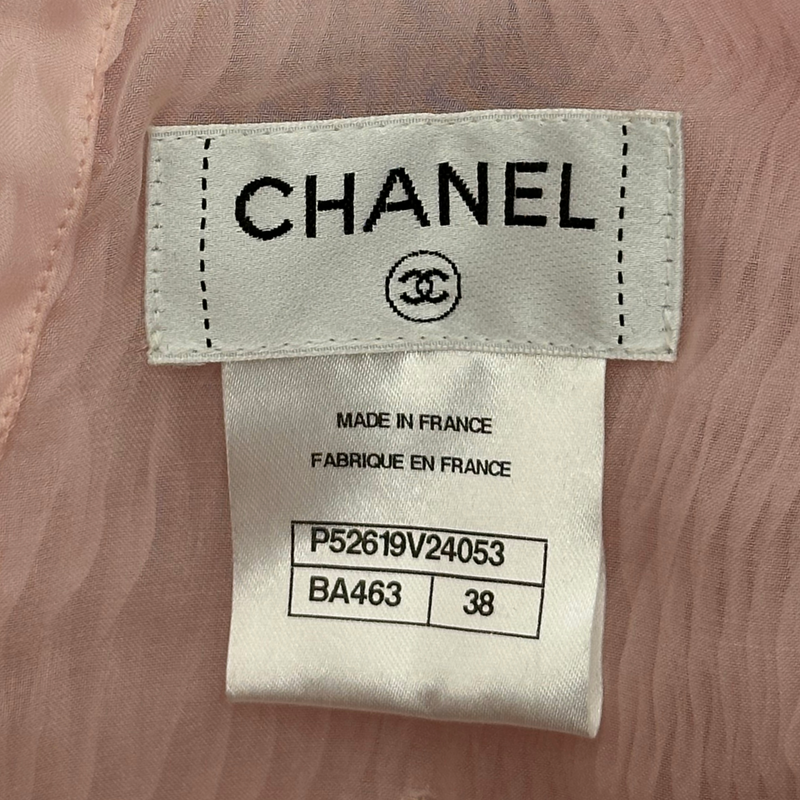 CHANEL
MADE IN FRANCE
FABRIQUE EN FRANCE
P52619V24053
BA463 38